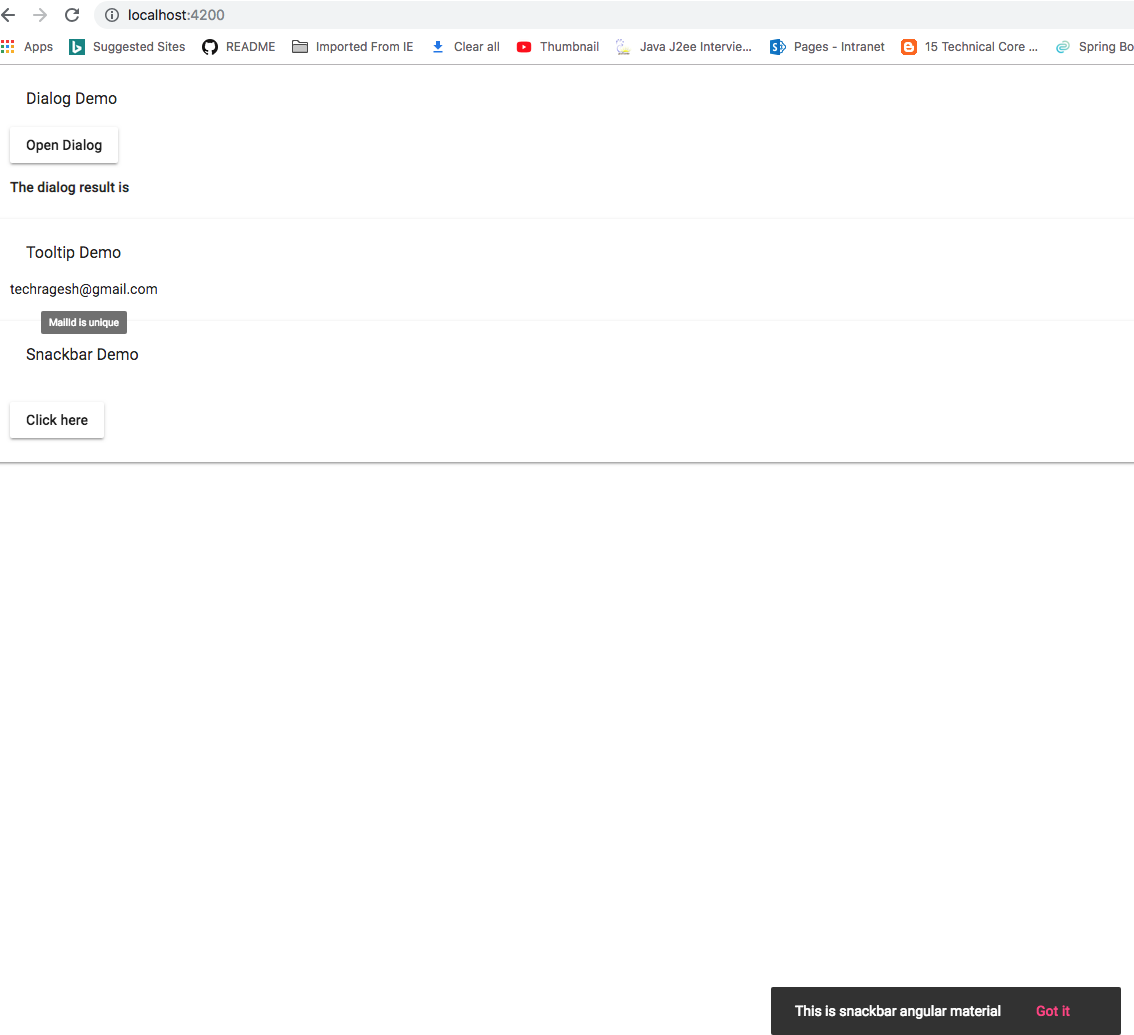 localhost:4200
Apps Suggested Sites README Imported From IE Clear all Thumbnail Java J2ee Intervie... Pages - Intranet 15 Technical Core ... Spring Bo
Dialog Demo
Open Dialog
The dialog result is
Tooltip Demo
techragesh@gmail.com
MailId is unique
Snackbar Demo
Click here
This is snackbar angular material Got it